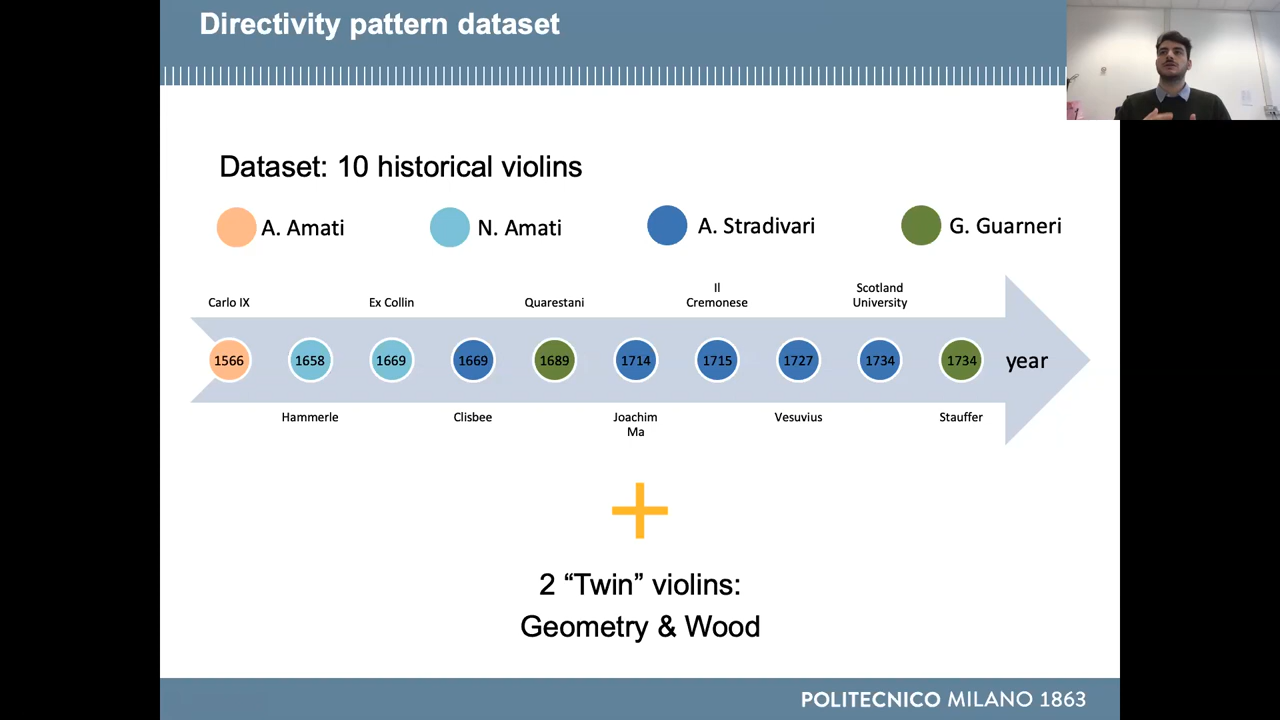 Directivity pattern dataset
Dataset: 10 historical violins
A. Amati
N. Amati
A. Stradivari
G. Guarneri
Carlo IX
Ex Collin
Quarestani
Il
Cremonese
Scotland
University
1566
1658
1669
1669
1689
1714
1715
1727
1734
1734
year
Hammerle
Clisbee
Joachim
Ma
Vesuvius
Stauffer
+
2 “Twin” violins:
Geometry & Wood
POLITECNICO MILANO 1863